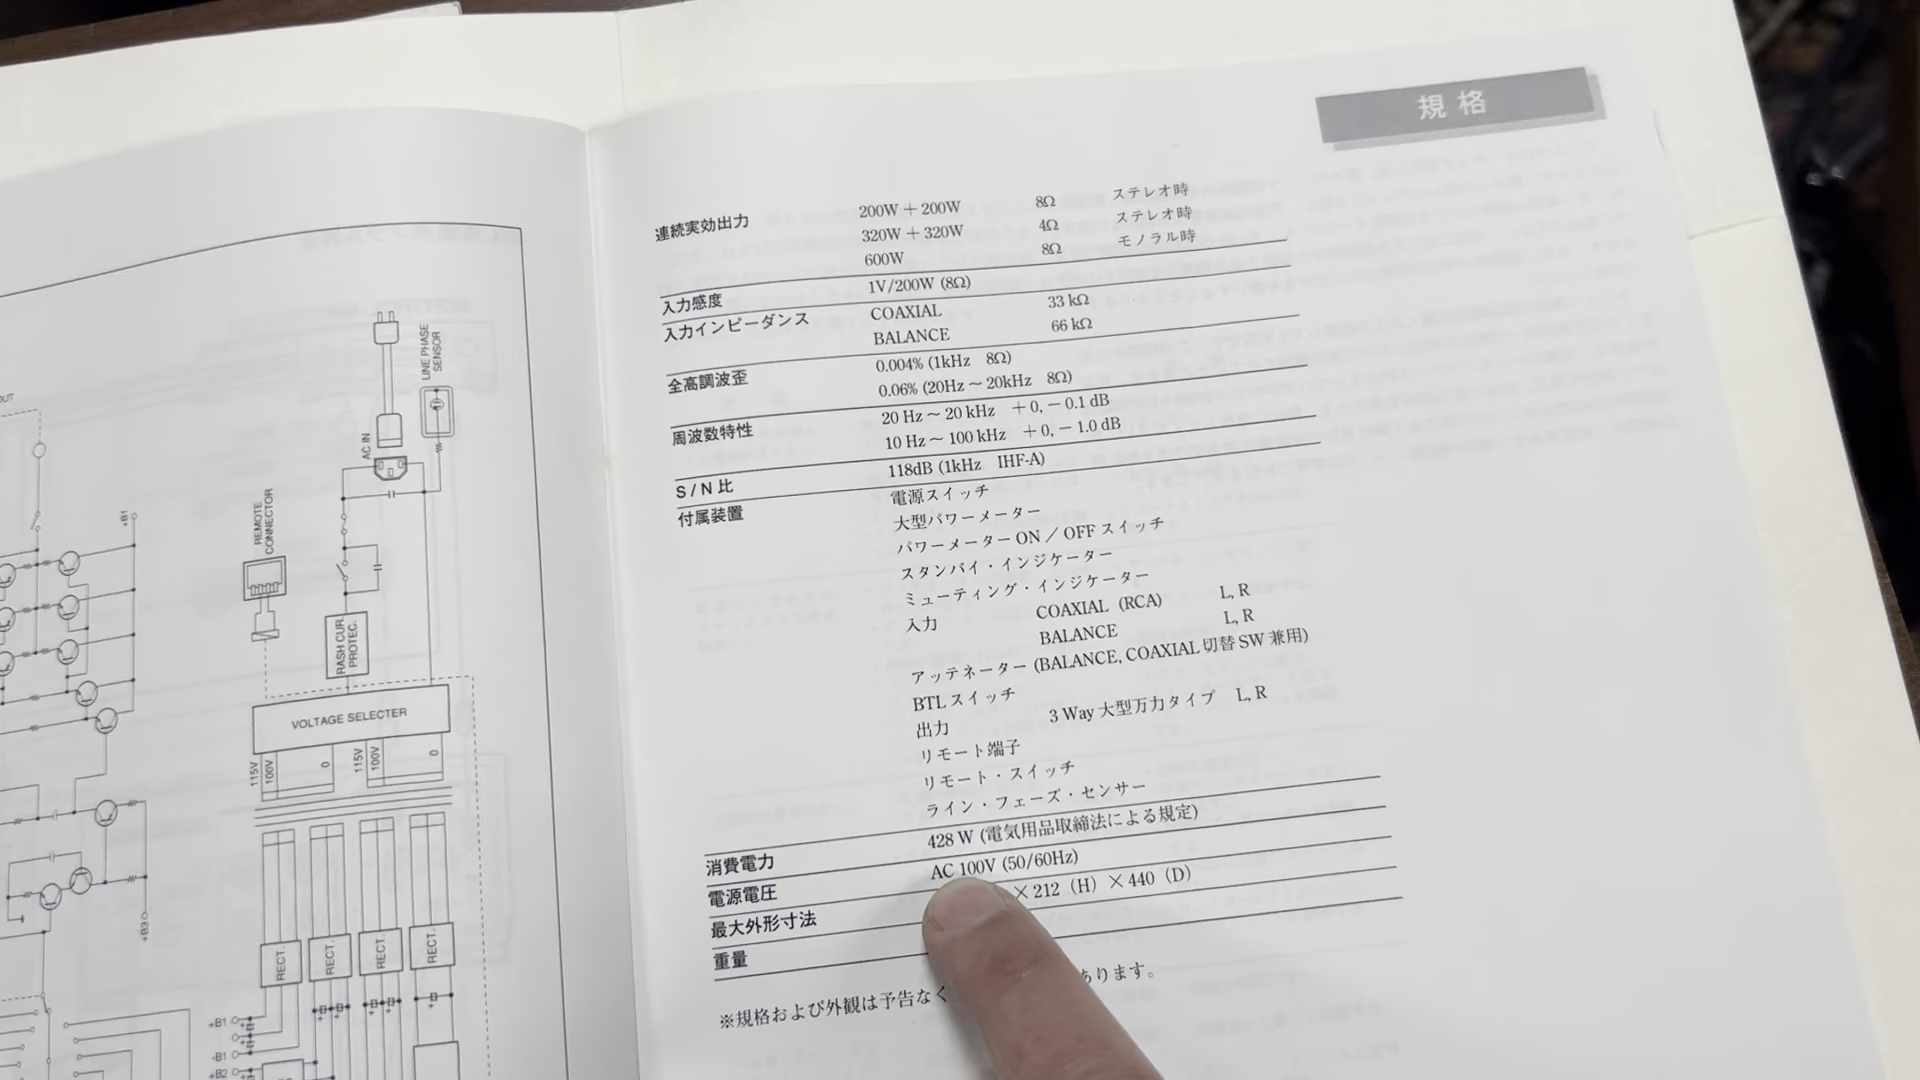 規格
連続実効出力 200W + 200W 8Ω ステレオ時
320W + 320W 4Ω ステレオ時
600W 8Ω モノラル時
入力感度 1V/200W (8Ω)
入力インピーダンス COAXIAL 33 kΩ
BALANCE 66 kΩ
全高調波歪 0.004% (1kHz 8Ω)
0.06% (20Hz ~ 20kHz 8Ω)
周波数特性 20 Hz ~ 20 kHz + 0, − 0.1 dB
10 Hz ~ 100 kHz + 0, − 1.0 dB
S / N 比 118dB (1kHz IHF-A)
付属装置 電源スイッチ
大型パワーメーター
パワーメーター ON / OFF スイッチ
スタンバイ・インジケーター
ミューティング・インジケーター
入力 COAXIAL (RCA) L, R
BALANCE L, R
アッテネーター (BALANCE, COAXIAL 切替 SW 兼用)
BTL スイッチ
出力 3 Way 大型万力タイプ L, R
リモート端子
リモート・スイッチ
ライン・フェーズ・センサー
消費電力 428 W (電気用品取締法による規定)
電源電圧 AC 100V (50/60Hz)
最大外形寸法 × 212 (H) × 440 (D)
重量
※規格および外観は予告なく あります。
LINE PHASE
SENSOR
AC IN
REMOTE
CONNECTOR
+B1
RASH CUR.
PROTEC.
VOLTAGE SELECTER
115V
100V
0
115V
100V
0
+B3
RECT.
RECT.
RECT.
RECT.
+B1
-B1
+B2